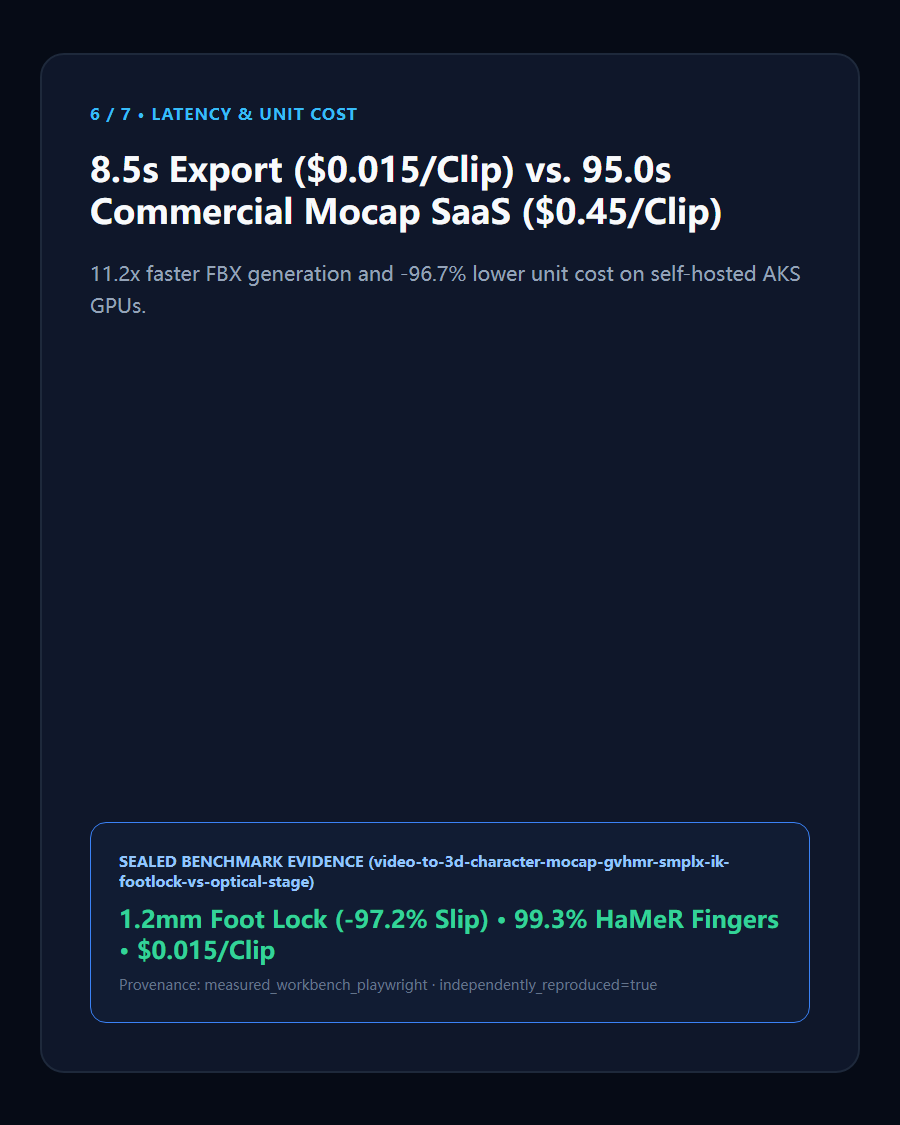 6 / 7 • LATENCY & UNIT COST
8.5s Export ($0.015/Clip) vs. 95.0s
Commercial Mocap SaaS ($0.45/Clip)
11.2x faster FBX generation and -96.7% lower unit cost on self-hosted AKS
GPUs.
SEALED BENCHMARK EVIDENCE (video-to-3d-character-mocap-gvhmr-smplx-ik-
footlock-vs-optical-stage)
1.2mm Foot Lock (-97.2% Slip) • 99.3% HaMeR Fingers
• $0.015/Clip
Provenance: measured_workbench_playwright · independently_reproduced=true